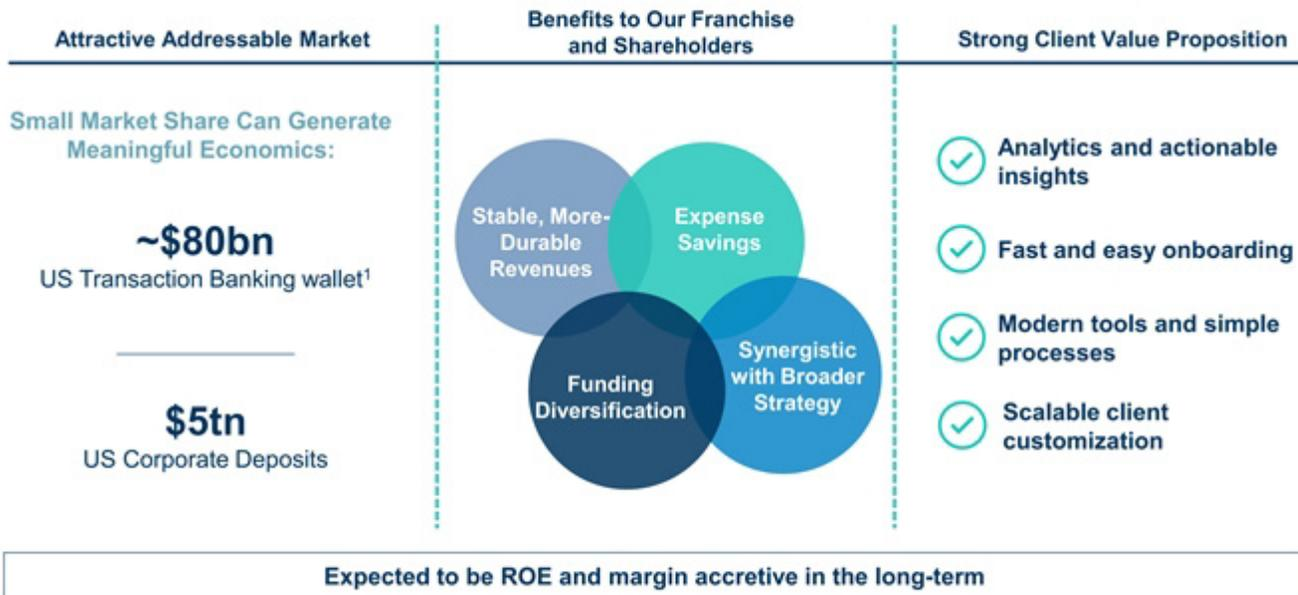 Attractive Addressable Market
Small Market Share Can Generate
Meaningful Economics:
~$80bn
US Transaction Banking wallet¹
$5tn
US Corporate Deposits
Benefits to Our Franchise
and Shareholders
Stable, More-
Durable
Revenues
Expense
Savings
Funding
Diversification
Synergistic
with Broader
Strategy
Strong Client Value Proposition
Analytics and actionable
insights
Fast and easy onboarding
Modern tools and simple
processes
Scalable client
customization
Expected to be ROE and margin accretive in the long-term